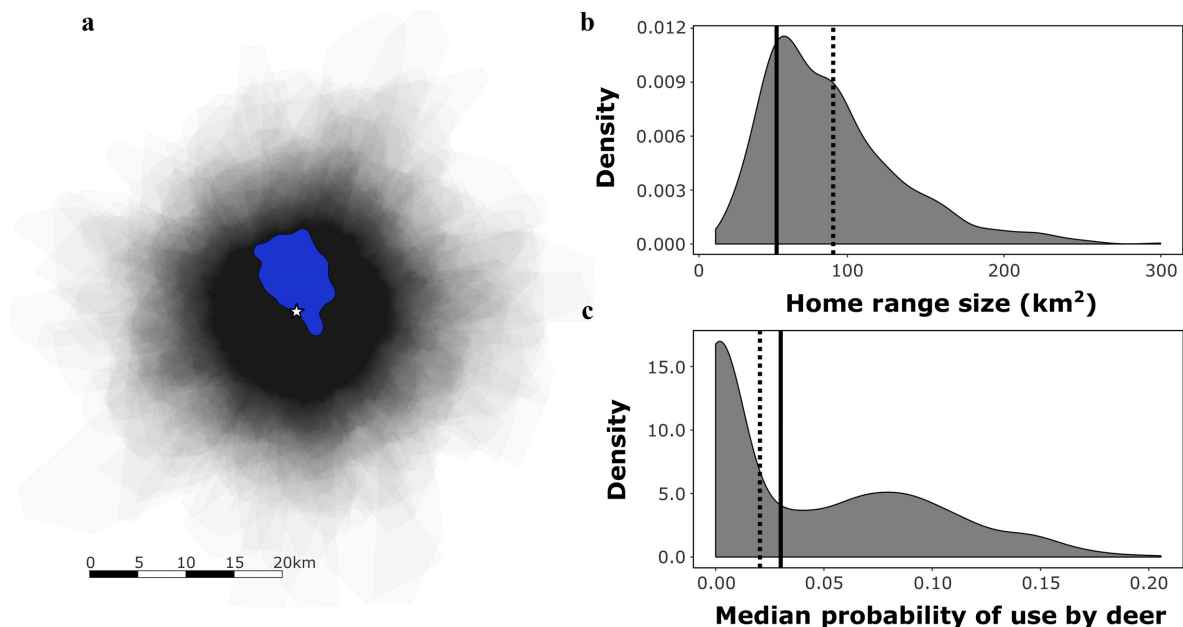 a
0 5 10 15 20km
b
0.012
0.009
0.006
0.003
0.000
Density
0 100 200 300
Home range size (km²)
c
15.0
10.0
5.0
0.0
Density
0.00 0.05 0.10 0.15 0.20
Median probability of use by deer